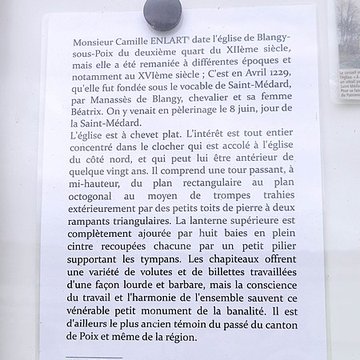 Monsieur Camille ENLART' date l'église de Blangy-
sous-Poix du deuxième quart du XIIème siècle,
mais elle a été remaniée à différentes époques et
notamment au XVIème siècle ; C'est en Avril 1229,
qu'elle fut fondée sous le vocable de Saint-Médard,
par Manassès de Blangy, chevalier et sa femme
Béatrix. On y venait en pèlerinage le 8 juin, jour de
la Saint-Médard.
L'église est à chevet plat. L'intérêt est tout entier
concentré dans le clocher qui est accolé à l'église
du côté nord, et qui peut lui être antérieur de
quelque vingt ans. Il comprend une tour passant, à
mi-hauteur, du plan rectangulaire au plan
octogonal au moyen de trompes trahies
extérieurement par des petits toits de pierre à deux
rampants triangulaires. La lanterne supérieure est
complètement ajourée par huit baies en plein
cintre recoupées chacune par un petit pilier
supportant les tympans. Les chapiteaux offrent
une variété de volutes et de billettes travaillées
d'une façon lourde et barbare, mais la conscience
du travail et l'harmonie de l'ensemble sauvent ce
vénérable petit monument de la banalité. Il est
d'ailleurs le plus ancien témoin du passé du canton
de Poix et même de la région.